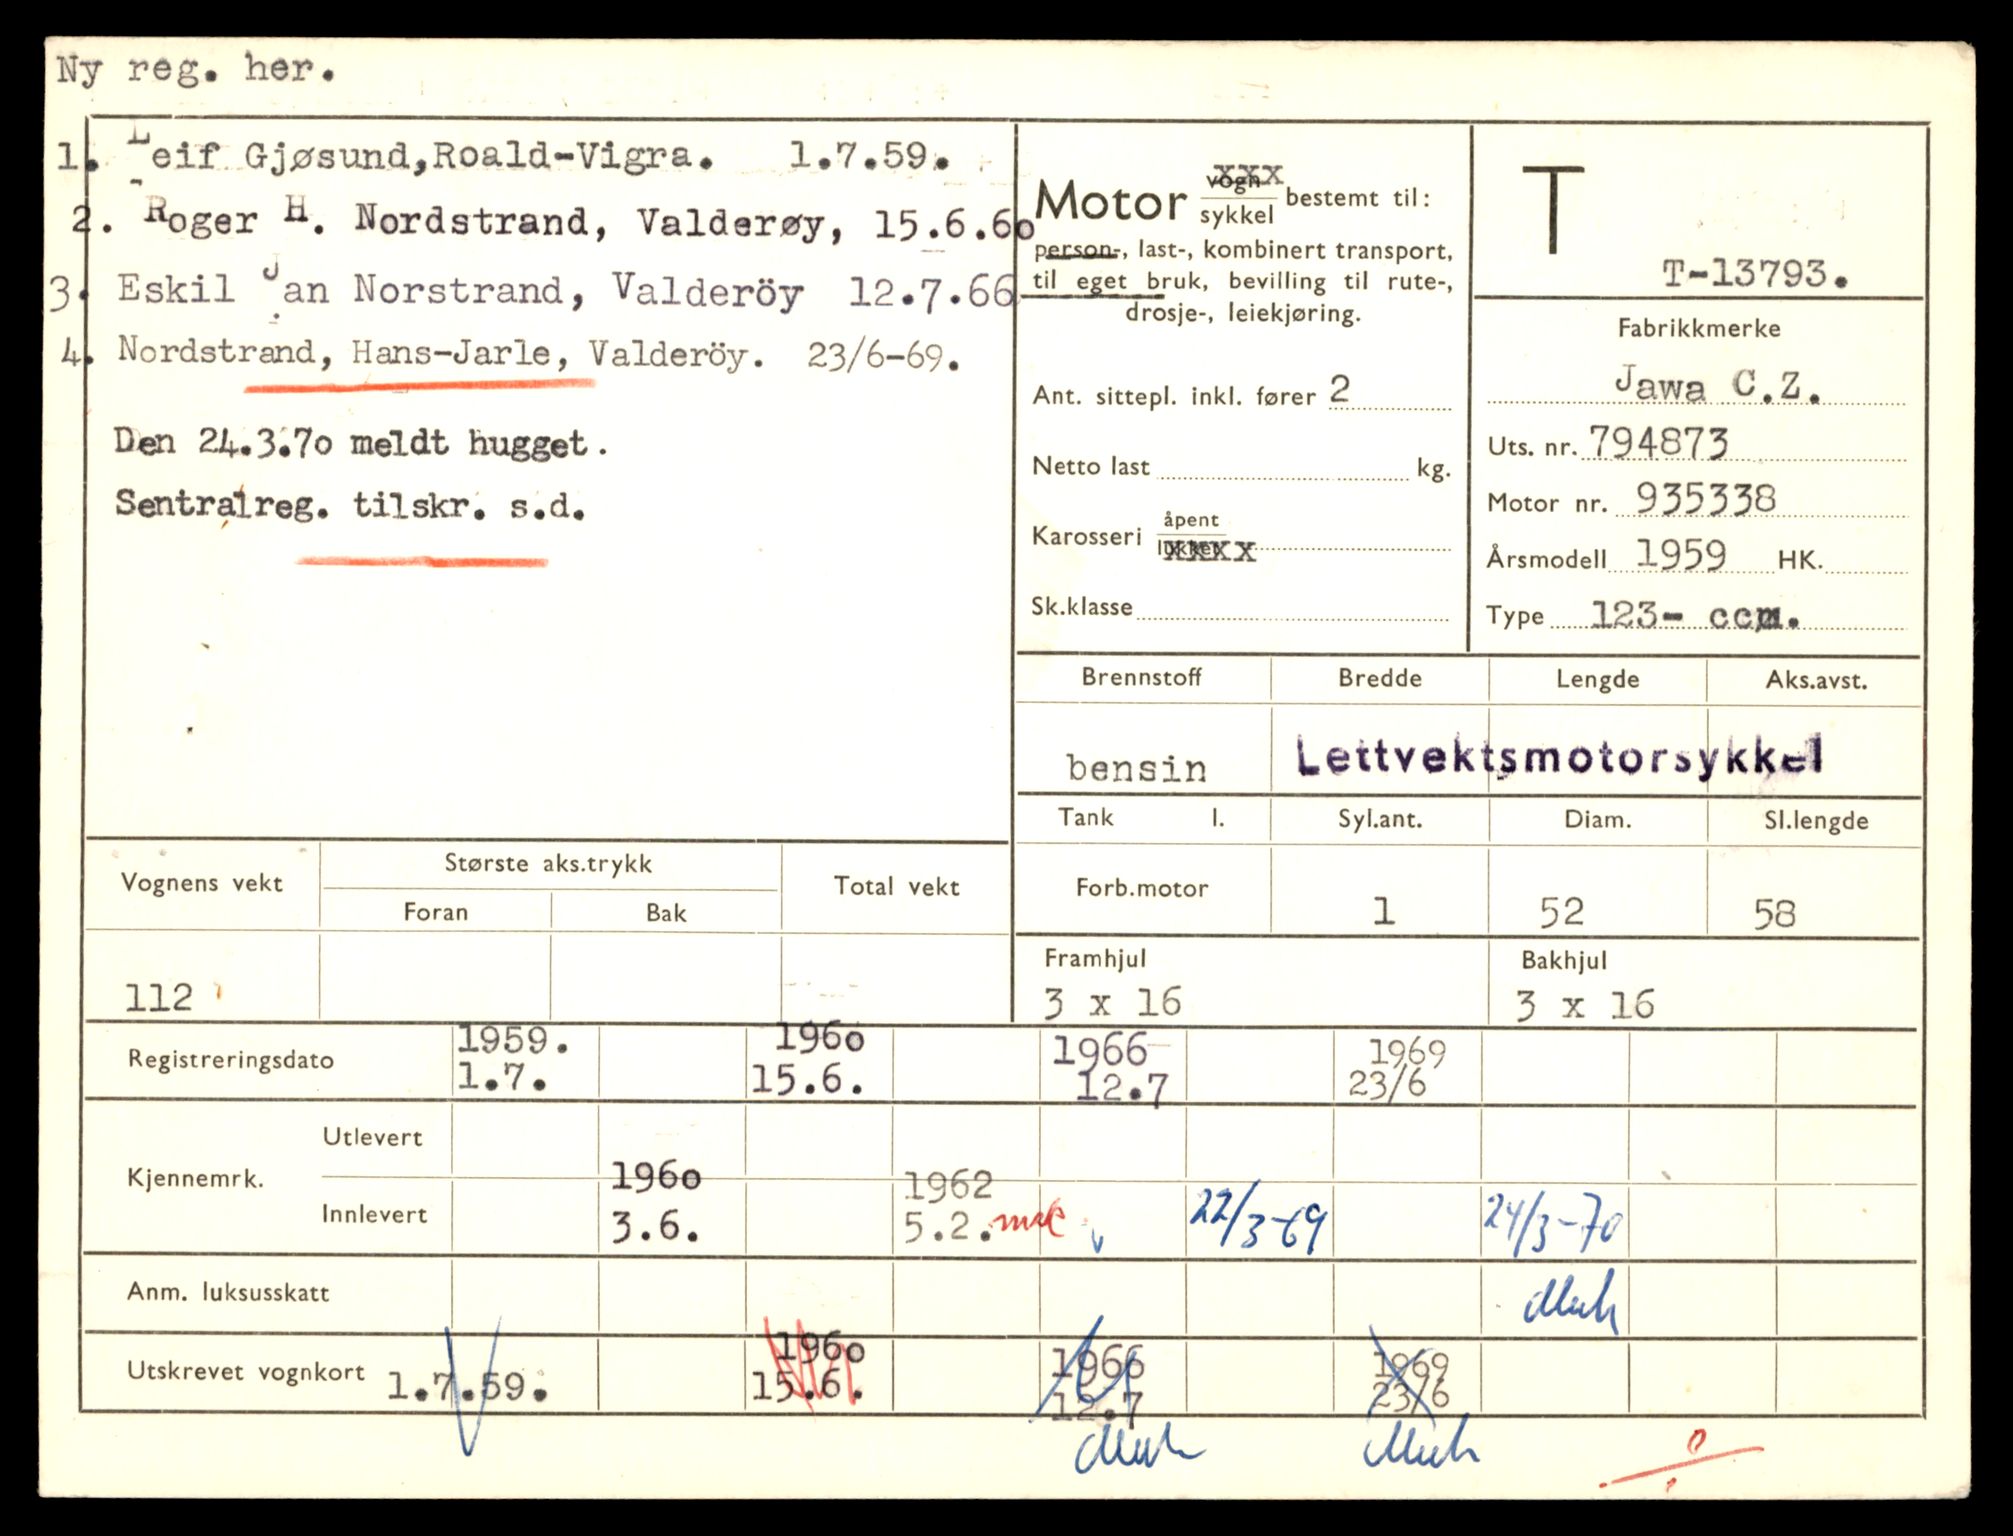 Ny reg. her.
1. Leif Gjøsund,Roald-Vigra. 1.7.59.
2. Roger H. Nordstrand, Valderøy, 15.6.60
3. Eskil Jan Norstrand, Valderöy 12.7.66
4. Nordstrand, Hans-Jarle, Valderöy. 23/6-69.
Den 24.3.70 meldt hugget.
Sentralreg. tilskr. s.d.
Motor vogn xxx sykkel bestemt til:
person-, last-, kombinert transport,
til eget bruk, bevilling til rute-,
drosje-, leiekjøring.
Ant. sittepl. inkl. fører 2
Netto last kg.
Karosseri åpent
lukket xxxx
Sk.klasse
T
T-13793.
Fabrikkmerke
Jawa C.Z.
Uts. nr. 794873
Motor nr. 935338
Årsmodell 1959 HK.
Type 123- ccm.
Brennstoff Bredde Lengde Aks.avst.
bensin Lettvektsmotorsykkel
Tank l. Syl.ant. Diam. Sl.lengde
Forb.motor 1 52 58
Framhjul Bakhjul
3 x 16 3 x 16
Vognens vekt Største aks.trykk Total vekt
Foran Bak
112
Registreringsdato 1959. 1960 1966 1969
1.7. 15.6. 12.7 23/6
Kjennemrk. Utlevert
Innlevert 1960 1962
3.6. 5.2. 22/3-69 24/3-70
Anm. luksusskatt
Utskrevet vognkort 1.7.59. 1960 1966 1969
15.6. 12.7 23/6